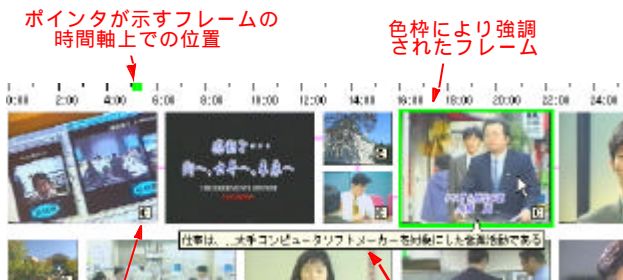 ポインタが示すフレームの
時間軸上での位置
色枠により強調
されたフレーム
0:00 2:00 4:00 6:00 8:00 10:00 12:00 14:00 16:00 18:00 20:00 22:00 24:00
仕事は、...大手コンピュータソフトメーカーを対象にした営業活動である